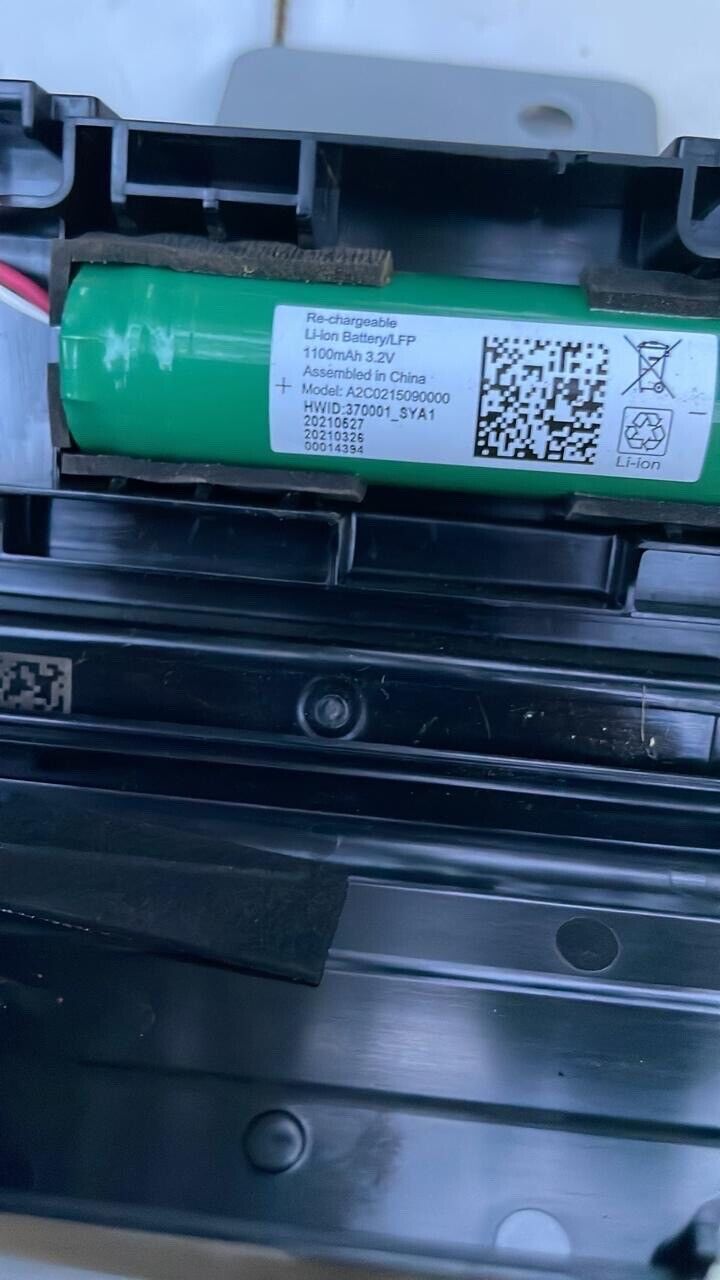 Re-chargeable
Li-ion Battery/LFP
1100mAh 3.2V
Assembled in China
+ Model: A2C0215090000 −
HWID:370001_SYA1
20210527
20210326
00014394
Li-ion